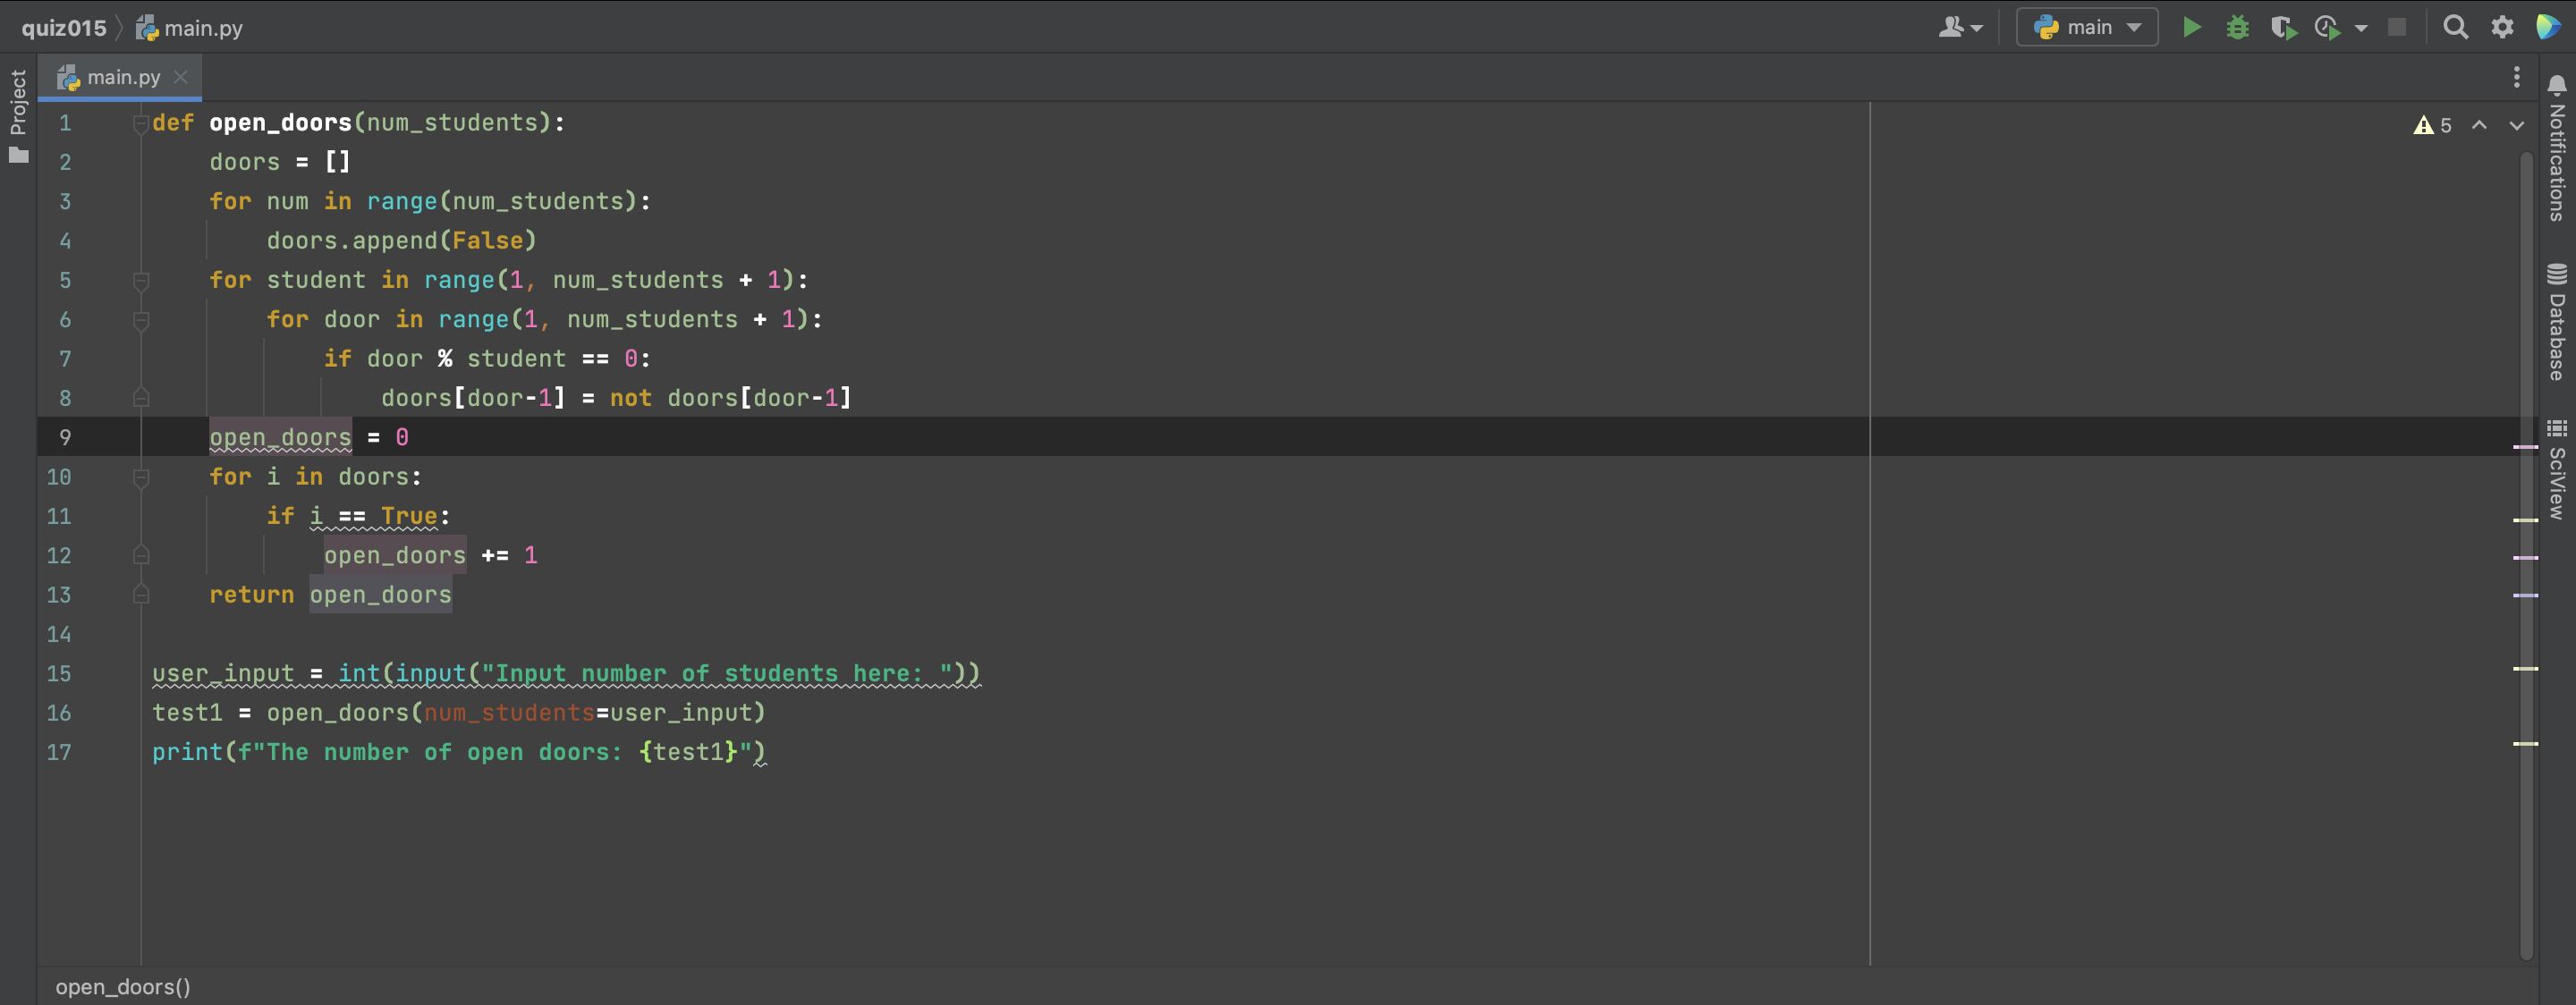 quiz015 main.py
main
main.py
Project
5
Notifications
Database
SciView
1 def open_doors(num_students):
2     doors = []
3     for num in range(num_students):
4         doors.append(False)
5     for student in range(1, num_students + 1):
6         for door in range(1, num_students + 1):
7             if door % student == 0:
8                 doors[door-1] = not doors[door-1]
9     open_doors = 0
10     for i in doors:
11         if i == True:
12             open_doors += 1
13     return open_doors
14
15 user_input = int(input("Input number of students here: "))
16 test1 = open_doors(num_students=user_input)
17 print(f"The number of open doors: {test1}")
open_doors()